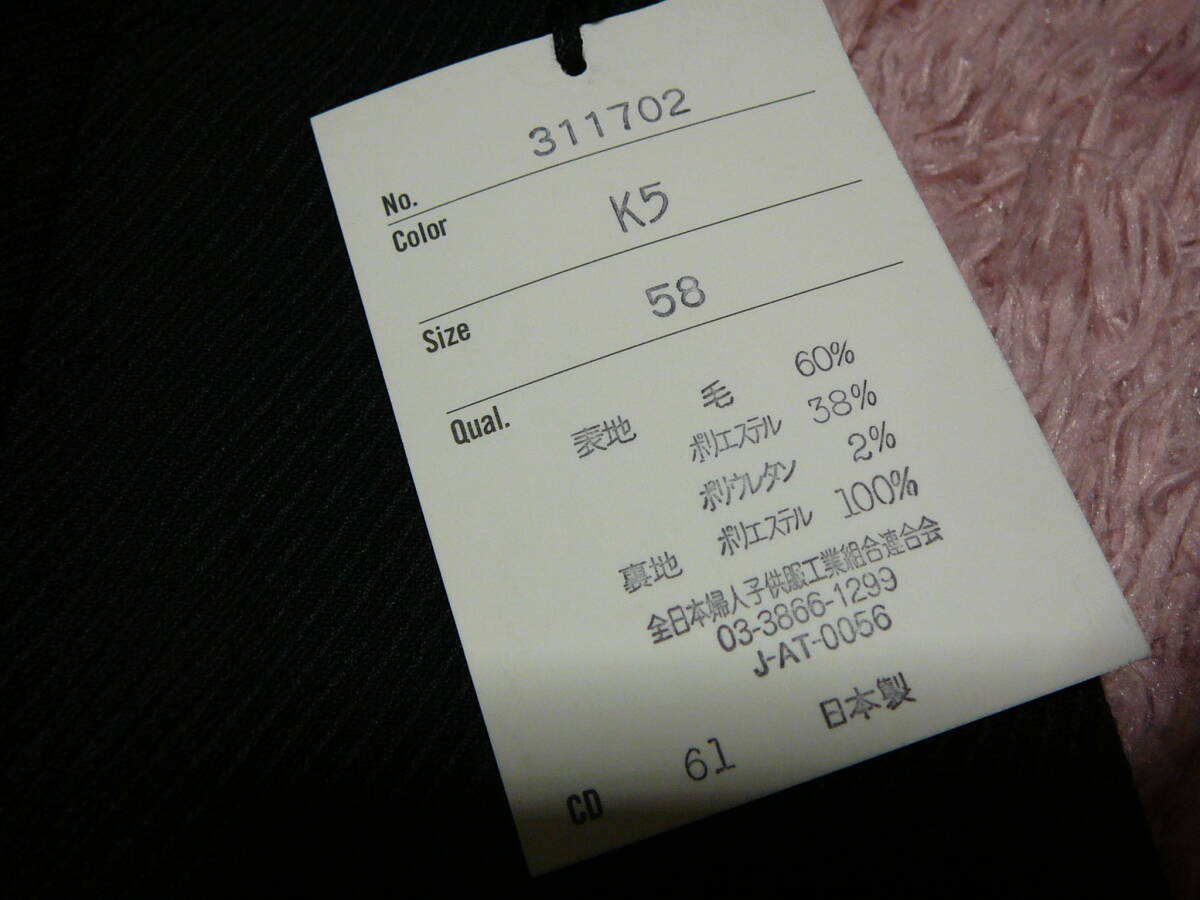 No. 311702
Color K5
Size 58
Qual. 表地 毛 60%
ポリエステル 38%
ポリウレタン 2%
裏地 ポリエステル 100%
全日本婦人子供服工業組合連合会
03-3866-1299
J-AT-0056
日本製
CD 61